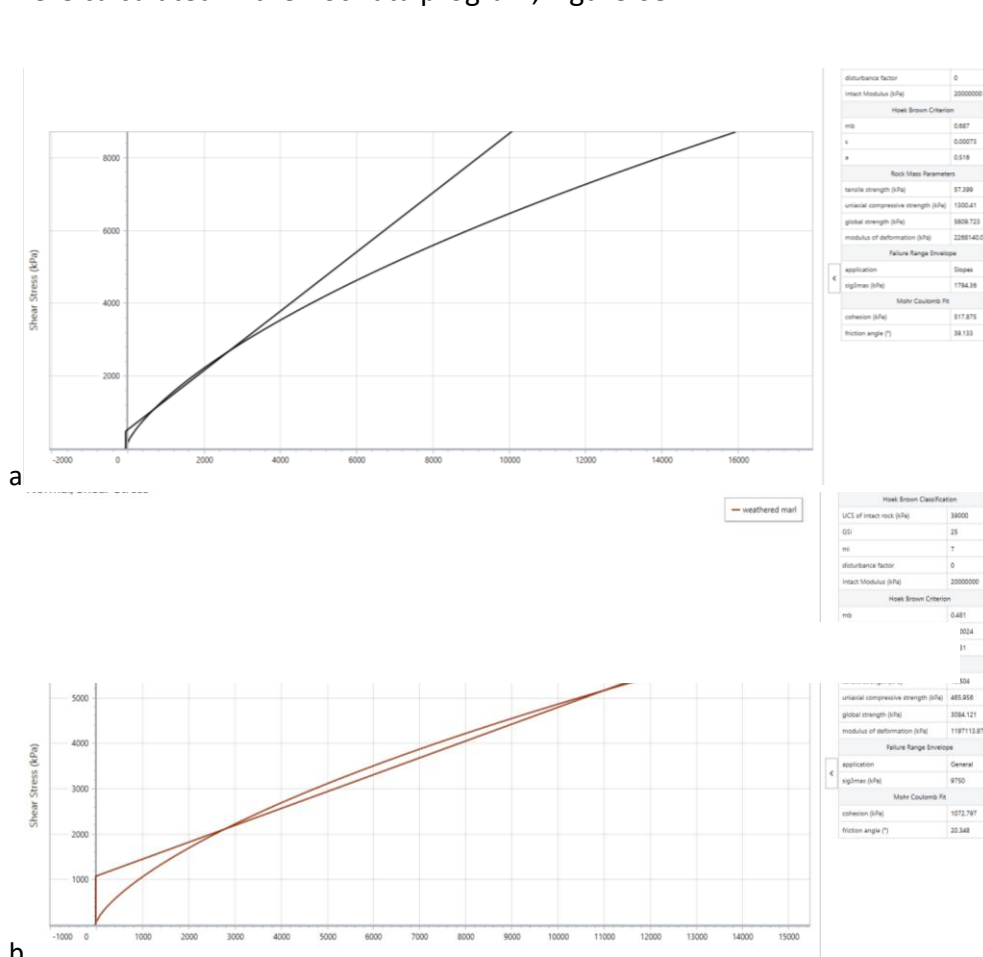 8000
6000
4000
2000
Shear Stress (kPa)
-2000 0 2000 4000 6000 8000 10000 12000 14000 16000
disturbance factor 0
Intact Modulus (kPa) 20000000
Hoek Brown Criterion
mb 0.687
s 0.00073
a 0.516
Rock Mass Parameters
tensile strength (kPa) 57.399
uniaxial compressive strength (kPa) 1300.41
global strength (kPa) 5609.723
modulus of deformation (kPa) 2268140.0
Failure Range Envelope
application Slopes
sig3max (kPa) 1794.36
Mohr Coulomb Fit
cohesion (kPa) 517.875
friction angle (°) 39.133
a
weathered marl
5000
4000
3000
2000
1000
Shear Stress (kPa)
-1000 0 1000 2000 3000 4000 5000 6000 7000 8000 9000 10000 11000 12000 13000 14000 15000
Hoek Brown Classification
UCS of intact rock (kPa) 39000
GSI 25
mi 7
disturbance factor 0
Intact Modulus (kPa) 20000000
Hoek Brown Criterion
mb 0.481
uniaxial compressive strength (kPa) 465.956
global strength (kPa) 3084.121
modulus of deformation (kPa) 1197113.97
Failure Range Envelope
application General
sig3max (kPa) 9750
Mohr Coulomb Fit
cohesion (kPa) 1072.797
friction angle (°) 20.348
b